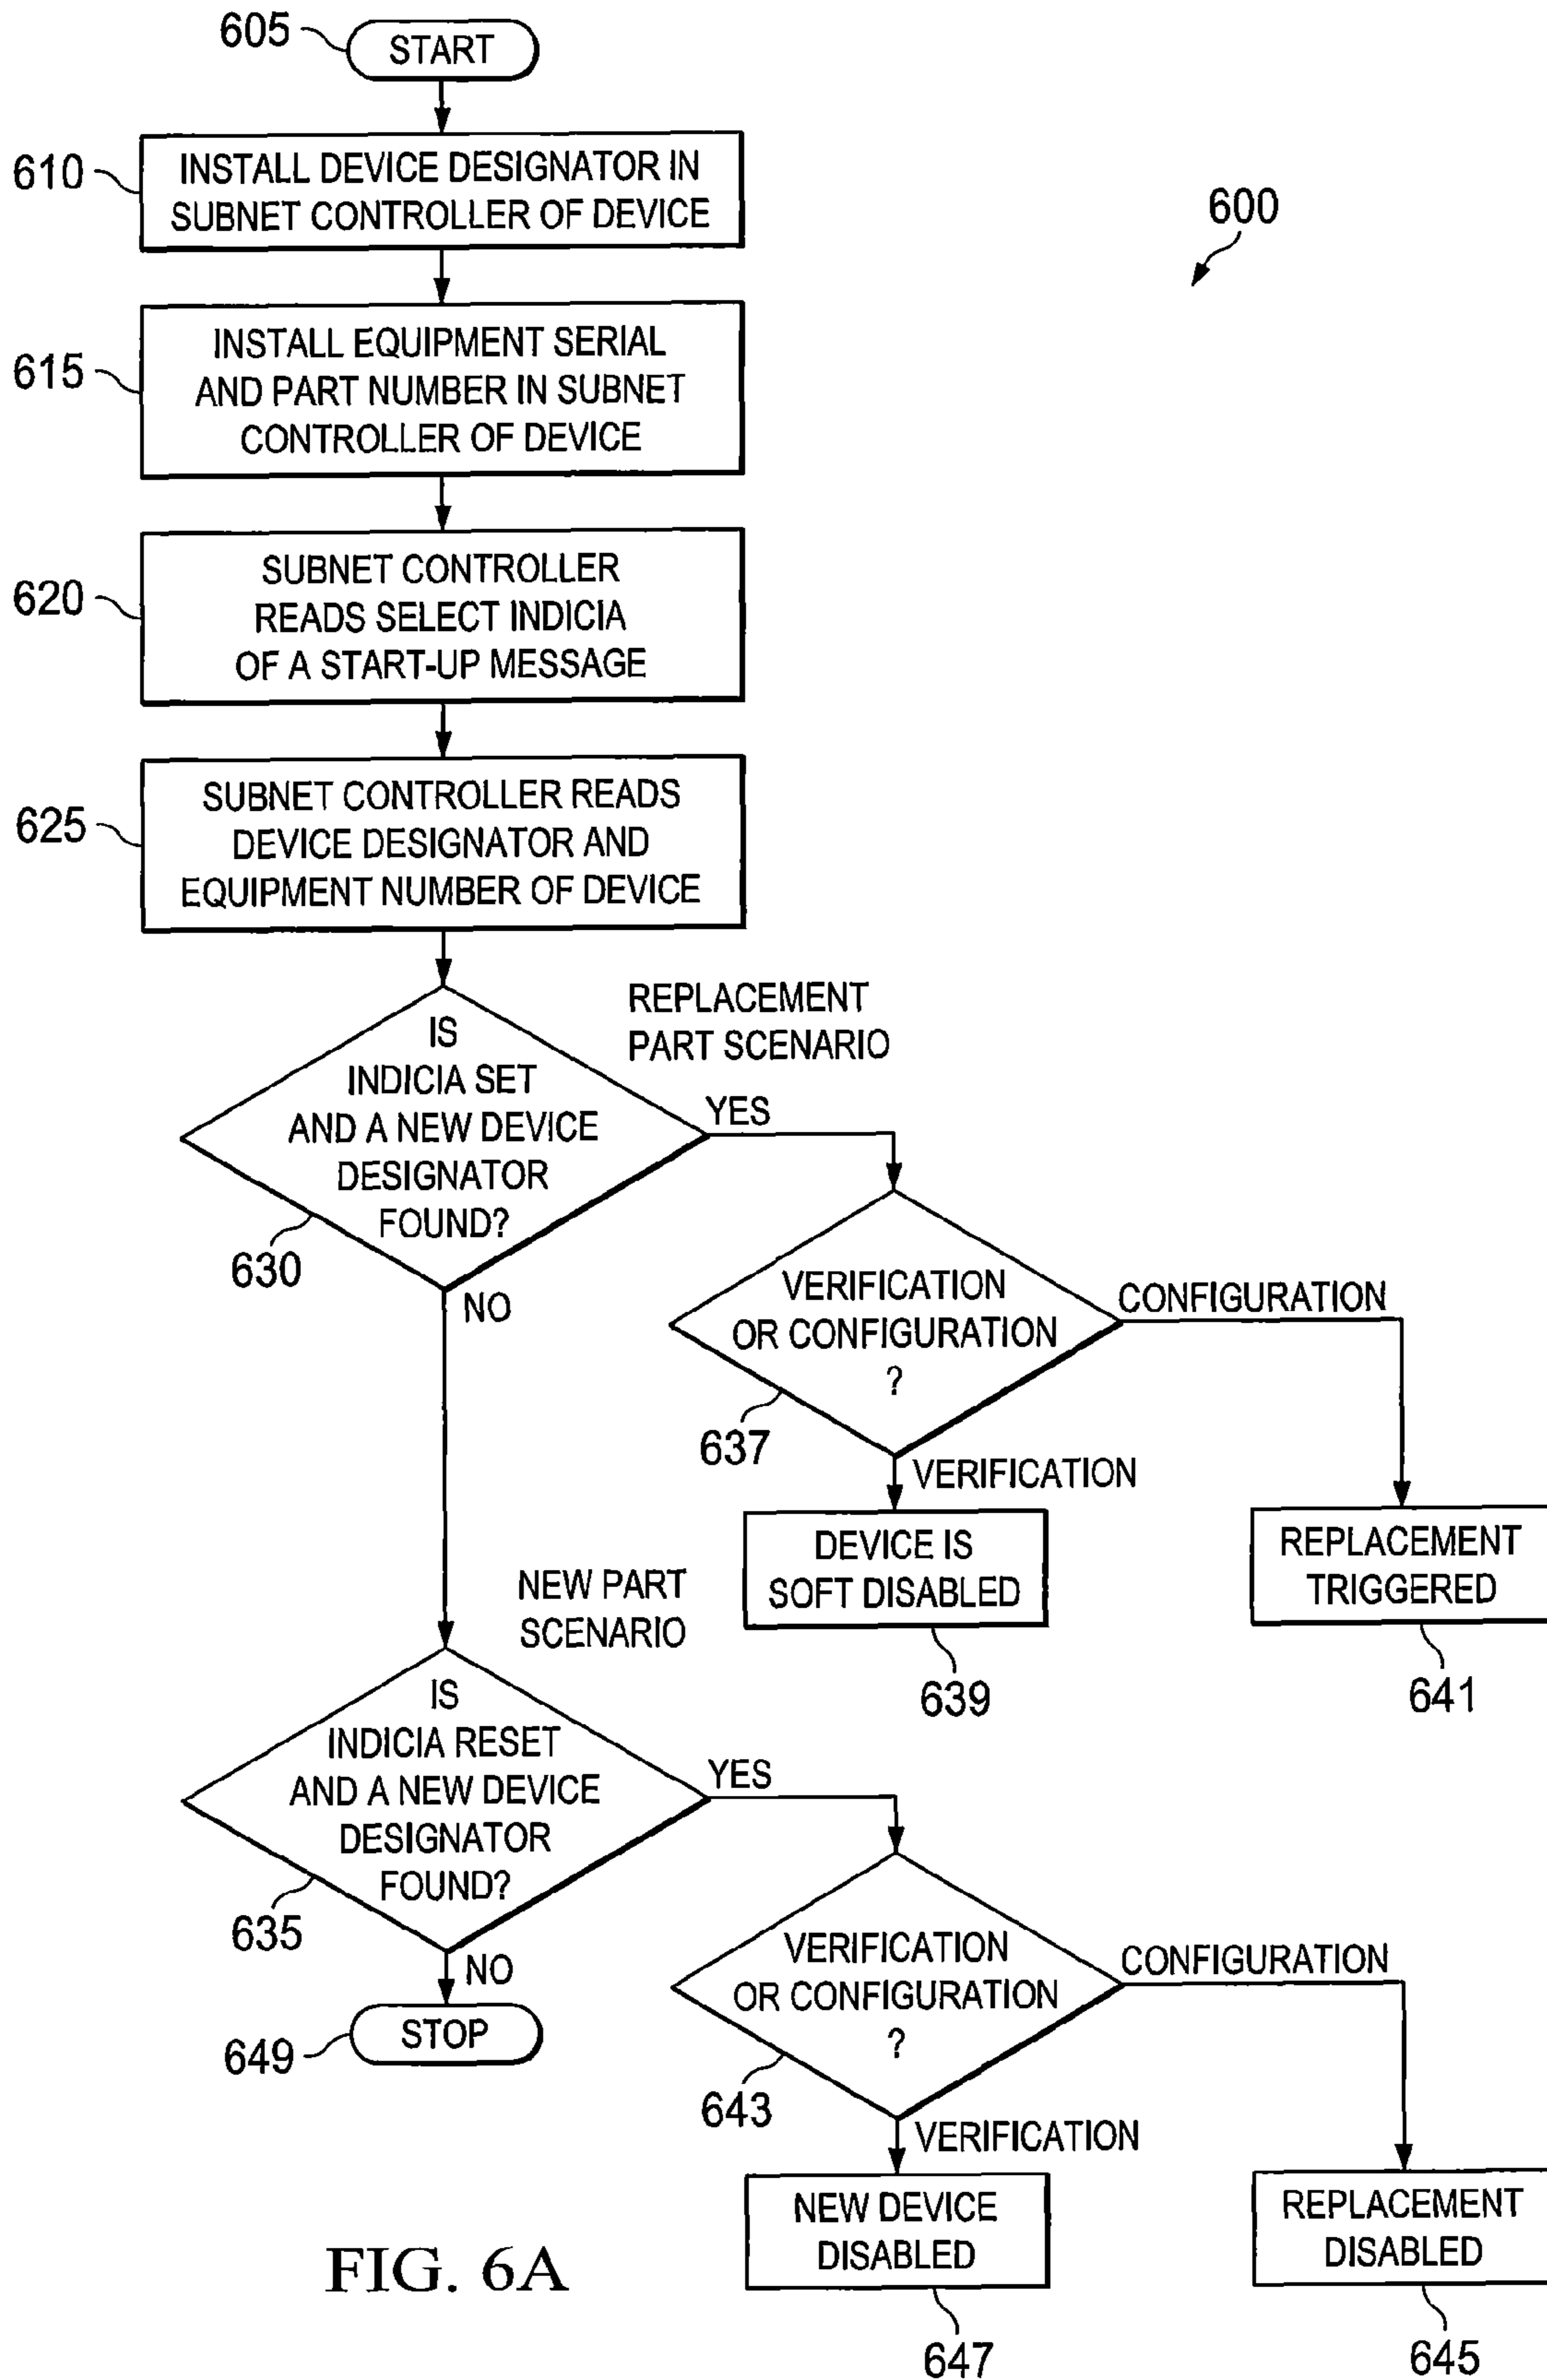 605
START
610
INSTALL DEVICE DESIGNATOR IN
SUBNET CONTROLLER OF DEVICE
600
615
INSTALL EQUIPMENT SERIAL
AND PART NUMBER IN SUBNET
CONTROLLER OF DEVICE
620
SUBNET CONTROLLER
READS SELECT INDICIA
OF A START-UP MESSAGE
625
SUBNET CONTROLLER READS
DEVICE DESIGNATOR AND
EQUIPMENT NUMBER OF DEVICE
REPLACEMENT
PART SCENARIO
IS
INDICIA SET
AND A NEW DEVICE
DESIGNATOR
FOUND?
YES
630
NO
VERIFICATION
OR CONFIGURATION
?
CONFIGURATION
637
VERIFICATION
DEVICE IS
SOFT DISABLED
639
REPLACEMENT
TRIGGERED
641
NEW PART
SCENARIO
IS
INDICIA RESET
AND A NEW DEVICE
DESIGNATOR
FOUND?
YES
635
NO
649
STOP
VERIFICATION
OR CONFIGURATION
?
CONFIGURATION
643
VERIFICATION
NEW DEVICE
DISABLED
647
REPLACEMENT
DISABLED
645
FIG. 6A